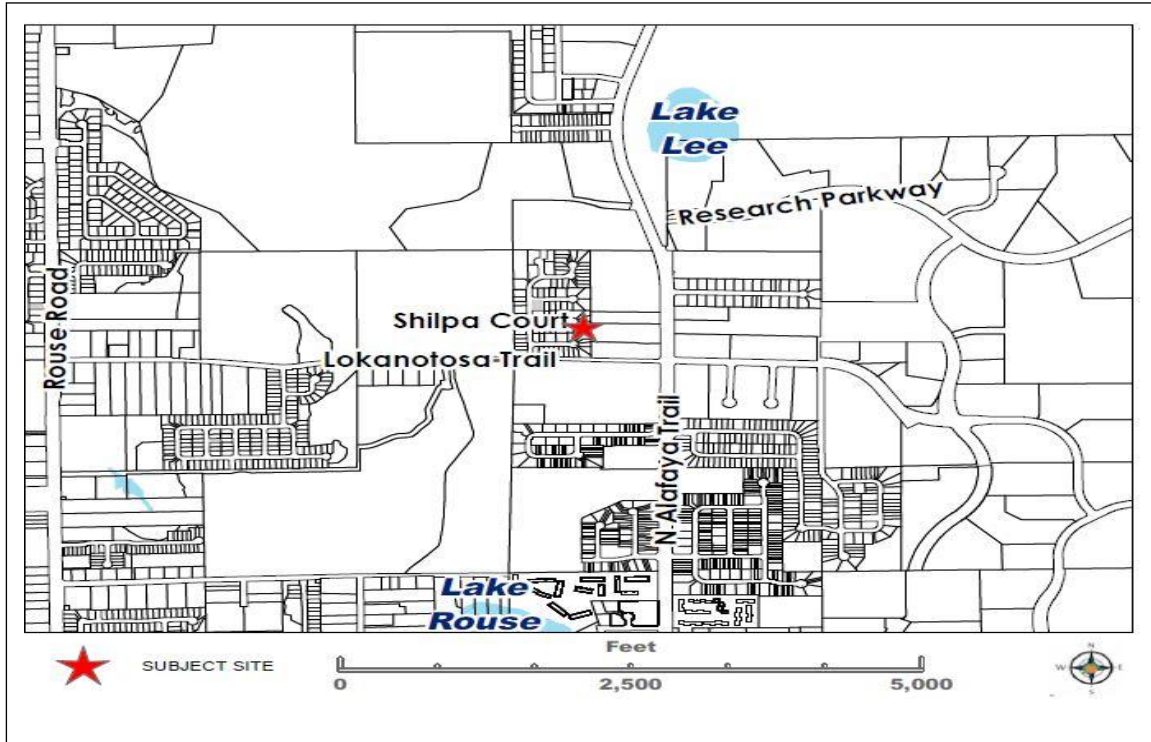 Lake
Lee
Research Parkway
Rouse Road
Shilpa Court
Lokanotosa Trail
N Alafaya Trail
Lake
Rouse
SUBJECT SITE
Feet
0
2,500
5,000
N
W
E
S